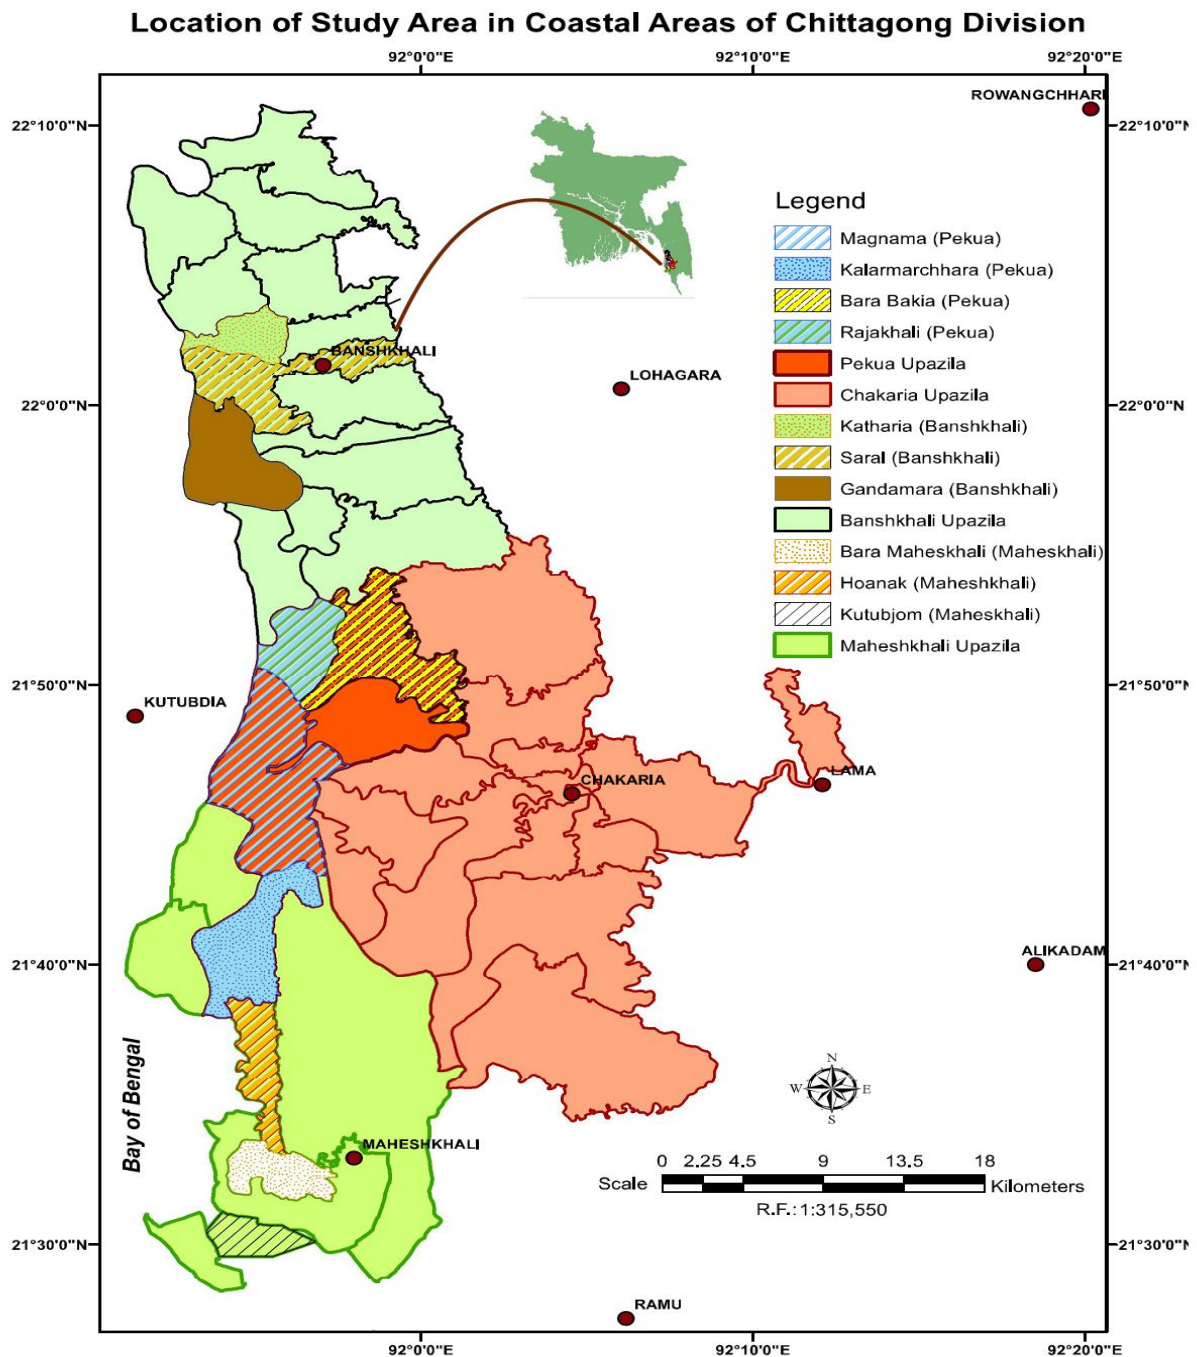 Location of Study Area in Coastal Areas of Chittagong Division
92°0'0"E 92°10'0"E 92°20'0"E
ROWANGCHHARI
22°10'0"N 22°10'0"N
Legend
Magnama (Pekua)
Kalarmarchhara (Pekua)
Bara Bakia (Pekua)
Rajakhali (Pekua)
Pekua Upazila
Chakaria Upazila
Katharia (Banshkhali)
Saral (Banshkhali)
Gandamara (Banshkhali)
Banshkhali Upazila
Bara Maheskhali (Maheskhali)
Hoanak (Maheshkhali)
Kutubjom (Maheskhali)
Maheshkhali Upazila
BANSHKHALI
LOHAGARA
22°0'0"N 22°0'0"N
21°50'0"N 21°50'0"N
KUTUBDIA
LAMA
CHAKARIA
ALIKADAM
21°40'0"N 21°40'0"N
Bay of Bengal
N
W E
S
MAHESHKHALI
0 2.25 4.5 9 13.5 18
Scale Kilometers
R.F.:1:315,550
21°30'0"N 21°30'0"N
RAMU
92°0'0"E 92°10'0"E 92°20'0"E